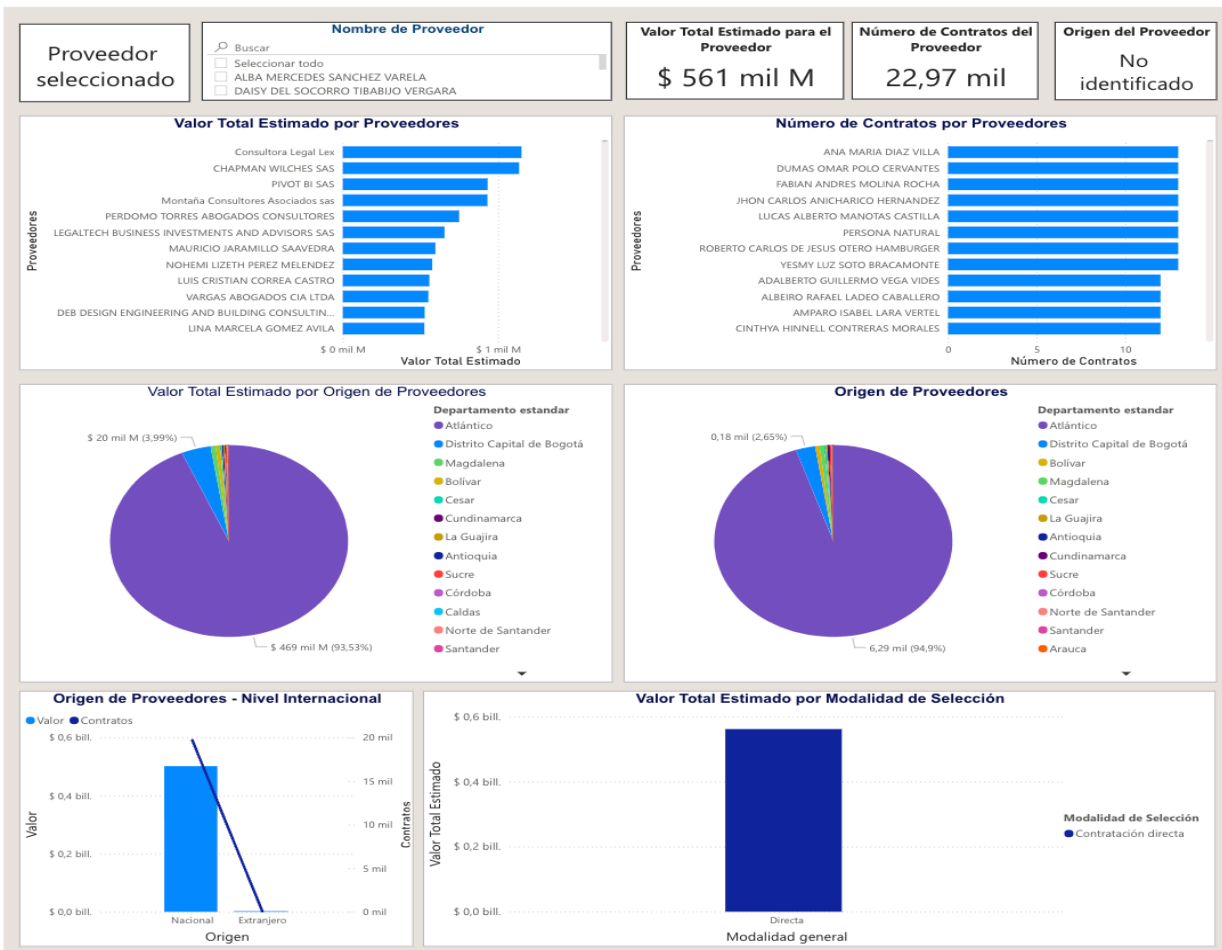 Proveedor
seleccionado
Nombre de Proveedor
Buscar
Seleccionar todo
ALBA MERCEDES SANCHEZ VARELA
DAISY DEL SOCORRO TIBABIJO VERGARA
Valor Total Estimado para el
Proveedor
$ 561 mil M
Número de Contratos del
Proveedor
22,97 mil
Origen del Proveedor
No
identificado
Valor Total Estimado por Proveedores
Proveedores
Consultora Legal Lex
CHAPMAN WILCHES SAS
PIVOT BI SAS
Montaña Consultores Asociados sas
PERDOMO TORRES ABOGADOS CONSULTORES
LEGALTECH BUSINESS INVESTMENTS AND ADVISORS SAS
MAURICIO JARAMILLO SAAVEDRA
NOHEMI LIZETH PEREZ MELENDEZ
LUIS CRISTIAN CORREA CASTRO
VARGAS ABOGADOS CIA LTDA
DEB DESIGN ENGINEERING AND BUILDING CONSULTIN...
LINA MARCELA GOMEZ AVILA
$ 0 mil M
$ 1 mil M
Valor Total Estimado
Número de Contratos por Proveedores
Proveedores
ANA MARIA DIAZ VILLA
DUMAS OMAR POLO CERVANTES
FABIAN ANDRES MOLINA ROCHA
JHON CARLOS ANICHARICO HERNANDEZ
LUCAS ALBERTO MANOTAS CASTILLA
PERSONA NATURAL
ROBERTO CARLOS DE JESUS OTERO HAMBURGER
YESMY LUZ SOTO BRACAMONTE
ADALBERTO GUILLERMO VEGA VIDES
ALBEIRO RAFAEL LADEO CABALLERO
AMPARO ISABEL LARA VERTEL
CINTHYA HINNELL CONTRERAS MORALES
0
5
10
Número de Contratos
Valor Total Estimado por Origen de Proveedores
$ 20 mil M (3,99%)
$ 469 mil M (93,53%)
Departamento estandar
Atlántico
Distrito Capital de Bogotá
Magdalena
Bolívar
Cesar
Cundinamarca
La Guajira
Antioquia
Sucre
Córdoba
Caldas
Norte de Santander
Santander
Origen de Proveedores
0,18 mil (2,65%)
6,29 mil (94,9%)
Departamento estandar
Atlántico
Distrito Capital de Bogotá
Bolívar
Magdalena
Cesar
La Guajira
Antioquia
Cundinamarca
Sucre
Córdoba
Norte de Santander
Santander
Arauca
Origen de Proveedores - Nivel Internacional
Valor
Contratos
Valor
$ 0,6 bill.
$ 0,4 bill.
$ 0,2 bill.
$ 0,0 bill.
20 mil
15 mil
10 mil
5 mil
0 mil
Contratos
Nacional
Extranjero
Origen
Valor Total Estimado por Modalidad de Selección
Valor Total Estimado
$ 0,6 bill.
$ 0,4 bill.
$ 0,2 bill.
$ 0,0 bill.
Directa
Modalidad general
Modalidad de Selección
Contratación directa